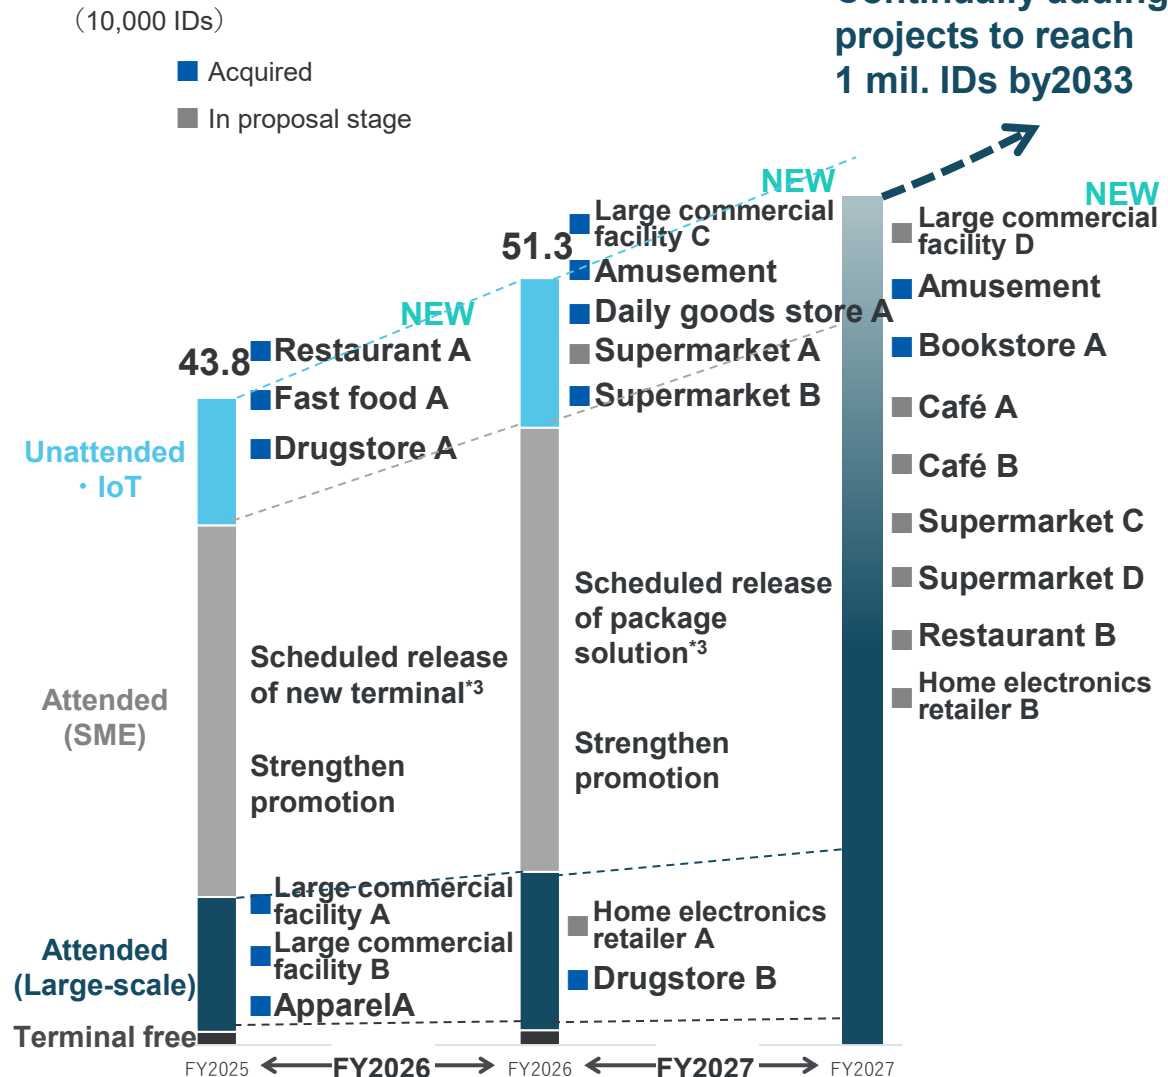 （10,000 IDs）
Continually adding
projects to reach
1 mil. IDs by2033
Acquired
In proposal stage
43.8
NEW
Restaurant A
Fast food A
Drugstore A
Scheduled release
of new terminal*3
Strengthen
promotion
Large commercial
facility A
Large commercial
facility B
ApparelA
51.3
NEW
Large commercial
facility C
Amusement
Daily goods store A
Supermarket A
Supermarket B
Scheduled release
of package
solution*3
Strengthen
promotion
Home electronics
retailer A
Drugstore B
NEW
Large commercial
facility D
Amusement
Bookstore A
Café A
Café B
Supermarket C
Supermarket D
Restaurant B
Home electronics
retailer B
Unattended
・IoT
Attended
(SME)
Attended
(Large-scale)
Terminal free
FY2025
FY2026
FY2026
FY2027
FY2027